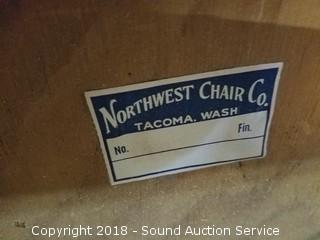 NORTHWEST CHAIR CO.
TACOMA, WASH
Fin.
No.
Copyright 2018 - Sound Auction Service